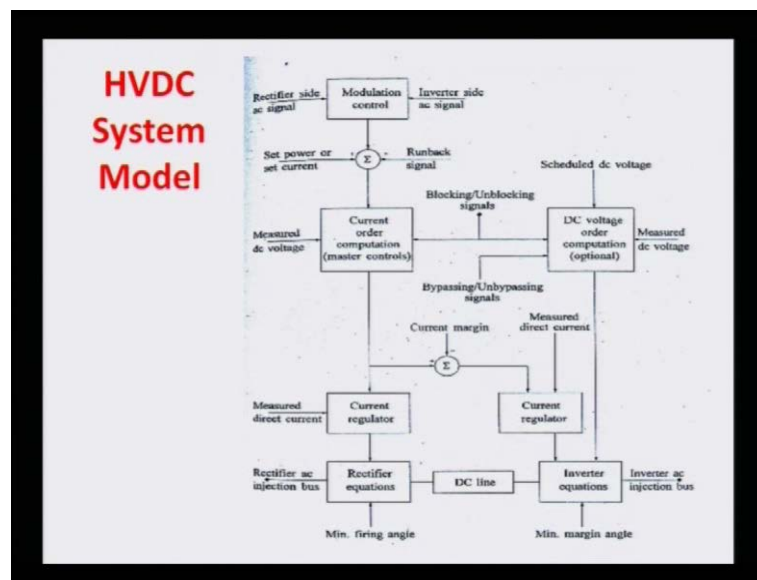 HVDC
System
Model
Rectifier side
ac signal
Modulation
control
Inverter side
ac signal
Set power or
set current
Σ
Runback
signal
Scheduled dc voltage
Blocking/Unblocking
signals
Measured
dc voltage
Current
order
computation
(master controls)
DC voltage
order
computation
(optional)
Measured
dc voltage
Bypassing/Unbypassing
signals
Measured
direct current
Current margin
Σ
Measured
direct current
Current
regulator
Current
regulator
Rectifier ac
injection bus
Rectifier
equations
DC line
Inverter
equations
Inverter ac
injection bus
Min. firing angle
Min. margin angle